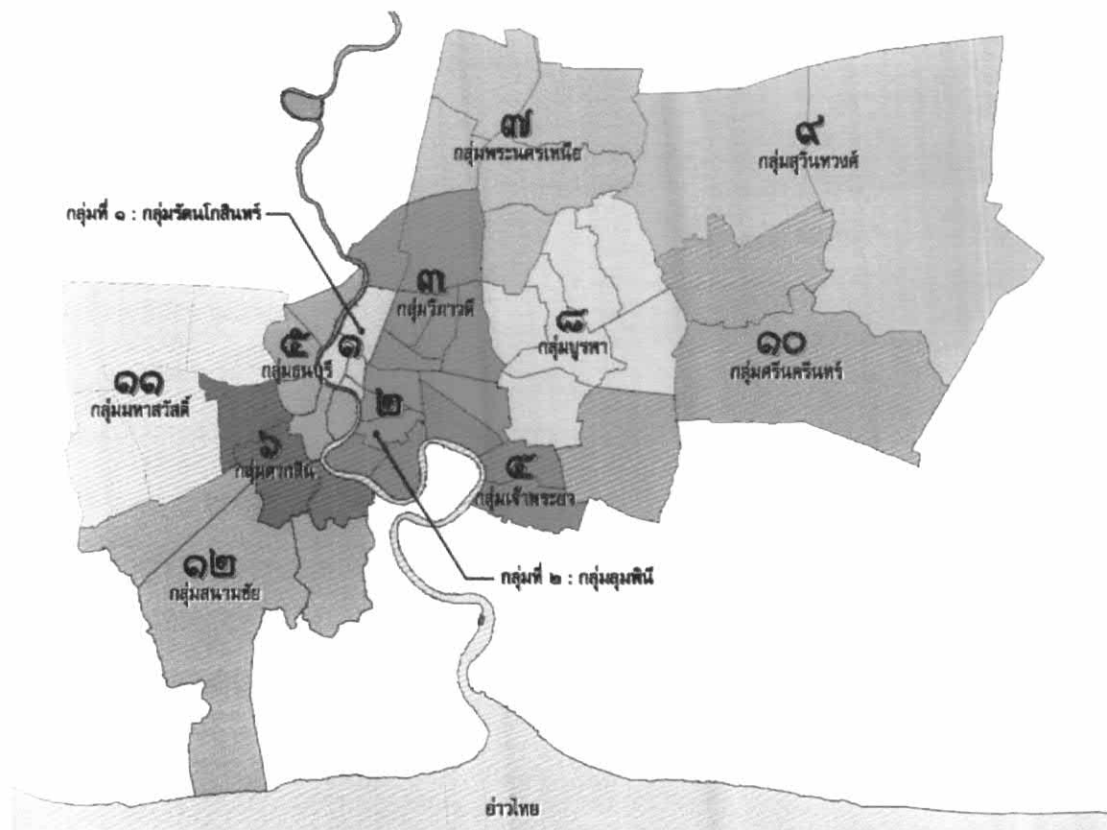 ๗
กลุ่มพระนครเหนือ
๙
กลุ่มสุวินทวงศ์
กลุ่มที่ ๑ : กลุ่มรัตนโกสินทร์
๓
กลุ่มวิภาวดี
๘
กลุ่มบูรพา
๕
กลุ่มธนบุรี
๑
๑๐
กลุ่มศรีนครินทร์
๑๑
กลุ่มมหาสวัสดิ์
๒
๖
กลุ่มตากสิน
๔
กลุ่มเจ้าพระยา
๑๒
กลุ่มสนามชัย
กลุ่มที่ ๒ : กลุ่มลุมพินี
อ่าวไทย